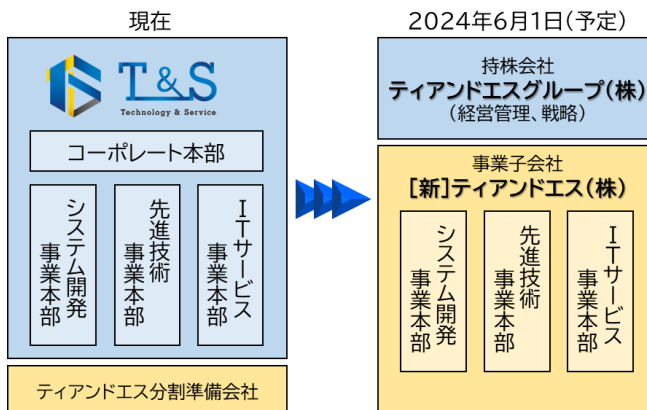 現在
T&S
Technology & Service
コーポレート本部
システム開発
事業本部
先進技術
事業本部
ITサービス
事業本部
ティアンドエス分割準備会社
2024年6月1日(予定)
持株会社
ティアンドエスグループ(株)
(経営管理、戦略)
事業子会社
[新]ティアンドエス(株)
システム開発
事業本部
先進技術
事業本部
ITサービス
事業本部